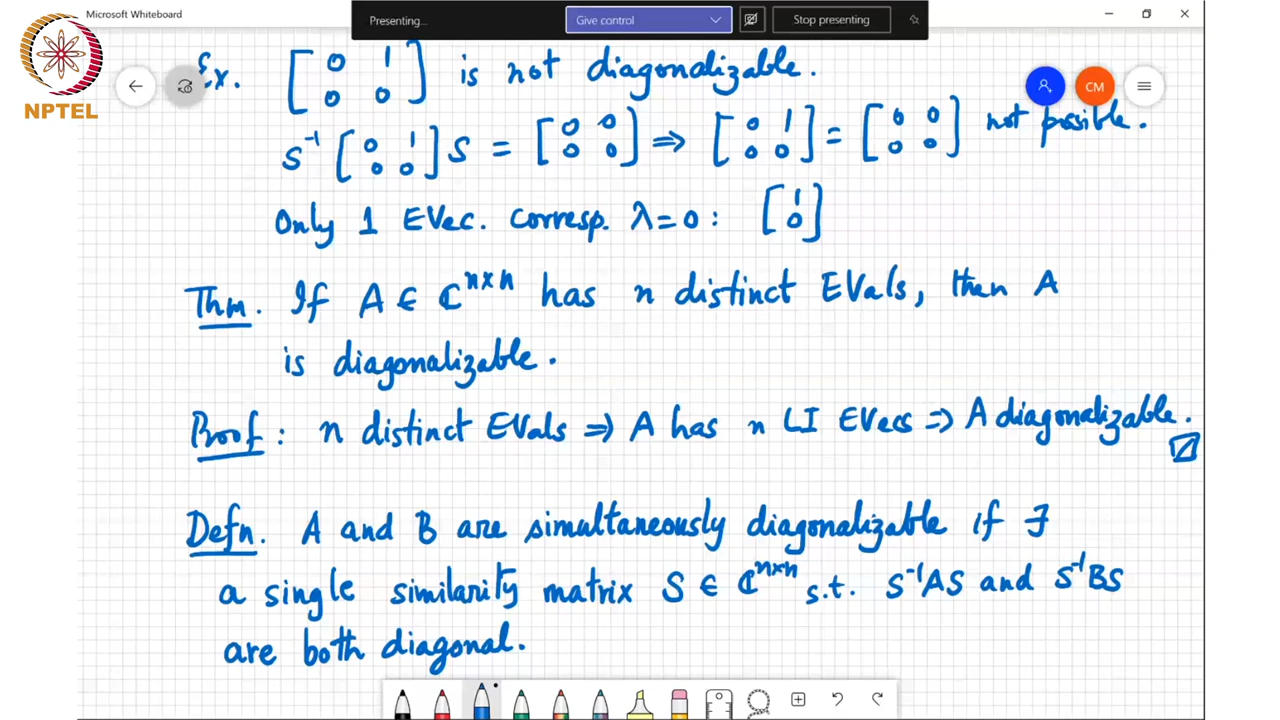 Microsoft Whiteboard
Presenting...
Give control
Stop presenting
NPTEL
CM
Ex. [0 1; 0 0] is not diagonalizable.
S⁻¹ [0 1; 0 0] S = [0 0; 0 0] ⇒ [0 1; 0 0] = [0 0; 0 0] not possible.
Only 1 EVec. corresp. λ=0 : [1; 0]
Thm. If A ∈ ℂⁿˣⁿ has n distinct EVals, then A
is diagonalizable.
Proof : n distinct EVals ⇒ A has n LI EVecs ⇒ A diagonalizable.
Defn. A and B are simultaneously diagonalizable if ∃
a single similarity matrix S ∈ ℂⁿˣⁿ s.t. S⁻¹AS and S⁻¹BS
are both diagonal.